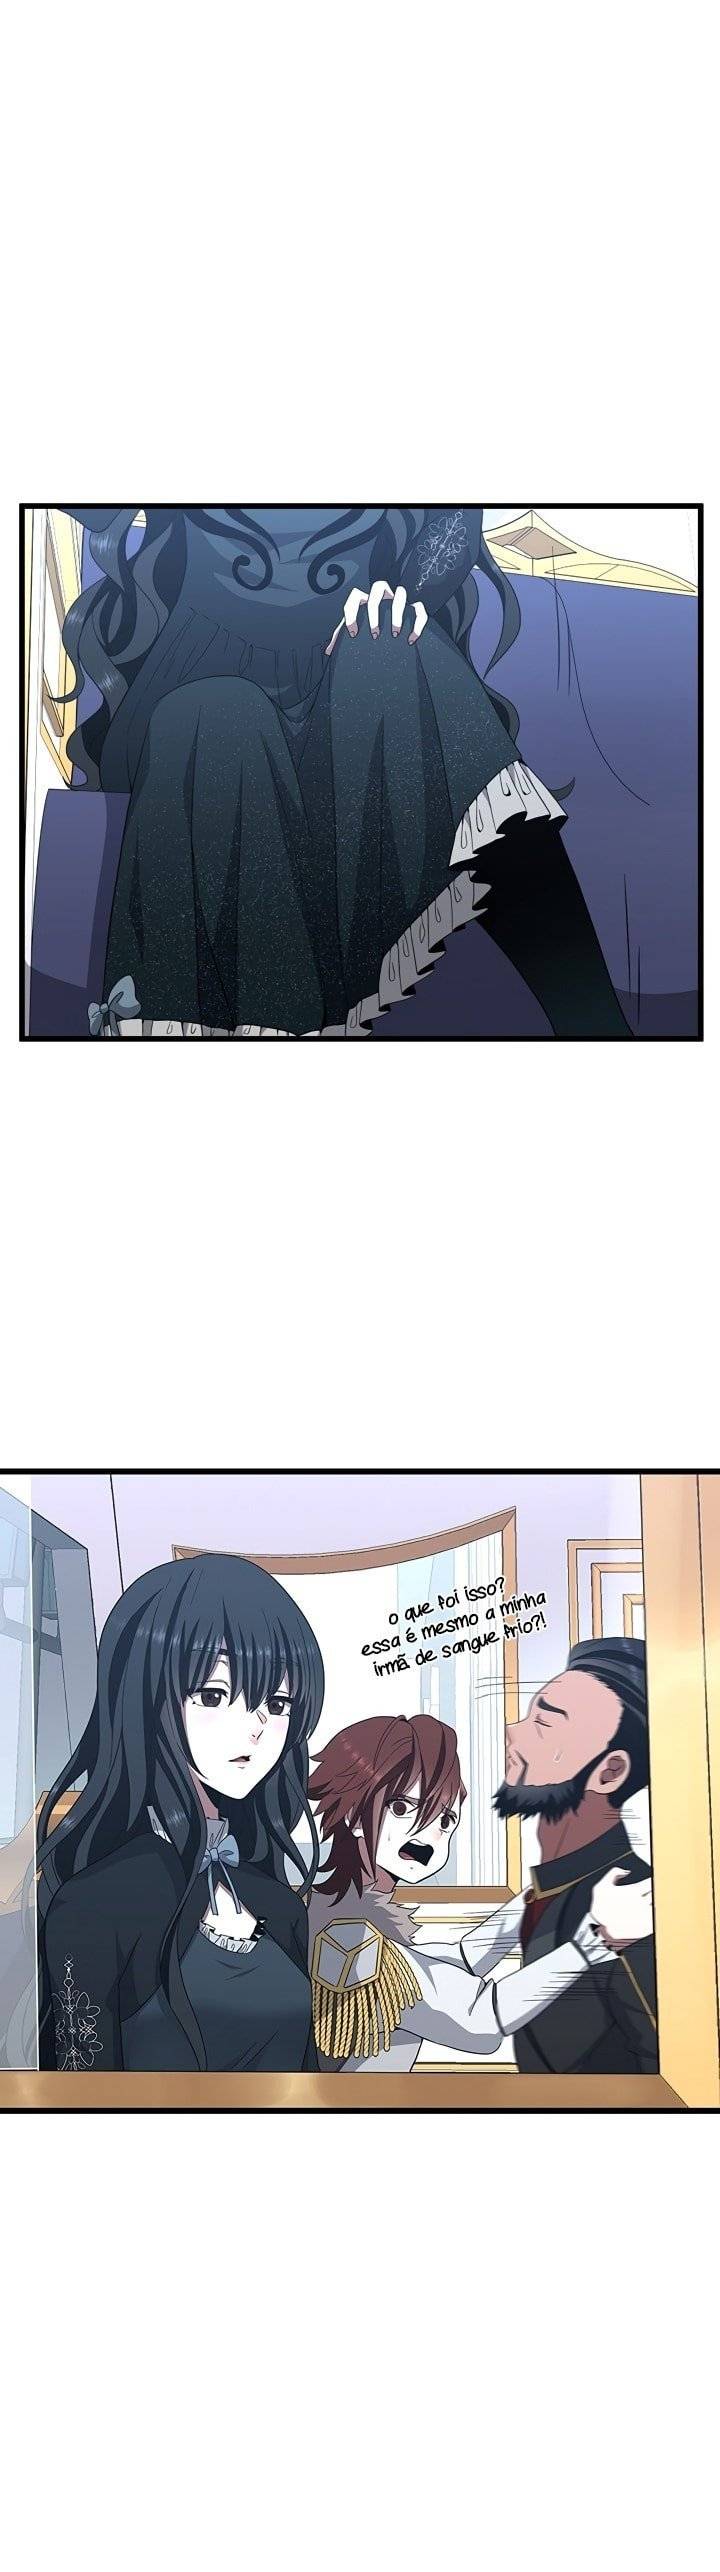 o que foi isso?
essa é mesmo a minha
irmã de sangue frio?!